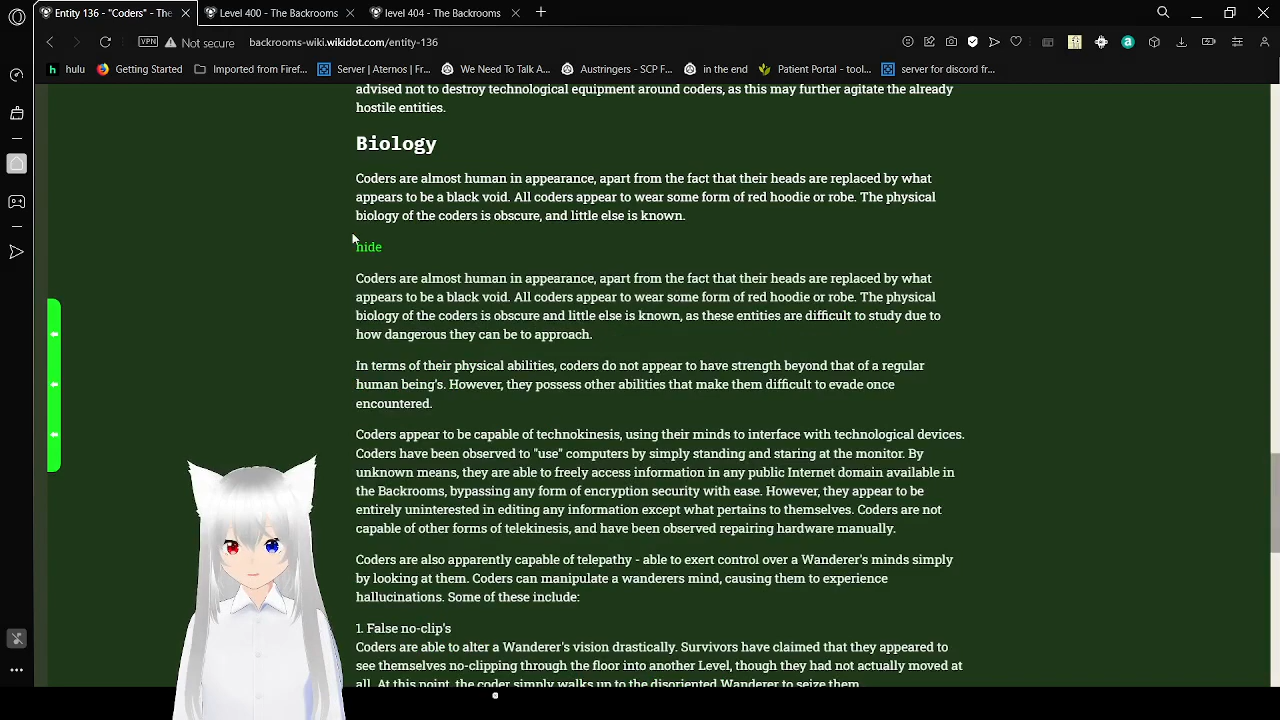 Entity 136 - "Coders" - The
Level 400 - The Backrooms
level 404 - The Backrooms
VPN
Not secure
backrooms-wiki.wikidot.com/entity-136
hulu
Getting Started
Imported from Firef...
Server | Aternos | Fr...
We Need To Talk A...
Austringers - SCP F...
in the end
Patient Portal - tool...
server for discord fr...
advised not to destroy technological equipment around coders, as this may further agitate the already
hostile entities.
Biology
Coders are almost human in appearance, apart from the fact that their heads are replaced by what
appears to be a black void. All coders appear to wear some form of red hoodie or robe. The physical
biology of the coders is obscure, and little else is known.
hide
Coders are almost human in appearance, apart from the fact that their heads are replaced by what
appears to be a black void. All coders appear to wear some form of red hoodie or robe. The physical
biology of the coders is obscure and little else is known, as these entities are difficult to study due to
how dangerous they can be to approach.
In terms of their physical abilities, coders do not appear to have strength beyond that of a regular
human being's. However, they possess other abilities that make them difficult to evade once
encountered.
Coders appear to be capable of technokinesis, using their minds to interface with technological devices.
Coders have been observed to "use" computers by simply standing and staring at the monitor. By
unknown means, they are able to freely access information in any public Internet domain available in
the Backrooms, bypassing any form of encryption security with ease. However, they appear to be
entirely uninterested in editing any information except what pertains to themselves. Coders are not
capable of other forms of telekinesis, and have been observed repairing hardware manually.
Coders are also apparently capable of telepathy - able to exert control over a Wanderer's minds simply
by looking at them. Coders can manipulate a wanderers mind, causing them to experience
hallucinations. Some of these include:
1. False no-clip's
Coders are able to alter a Wanderer's vision drastically. Survivors have claimed that they appeared to
see themselves no-clipping through the floor into another Level, though they had not actually moved at
all. At this point, the coder simply walks up to the disoriented Wanderer to seize them.